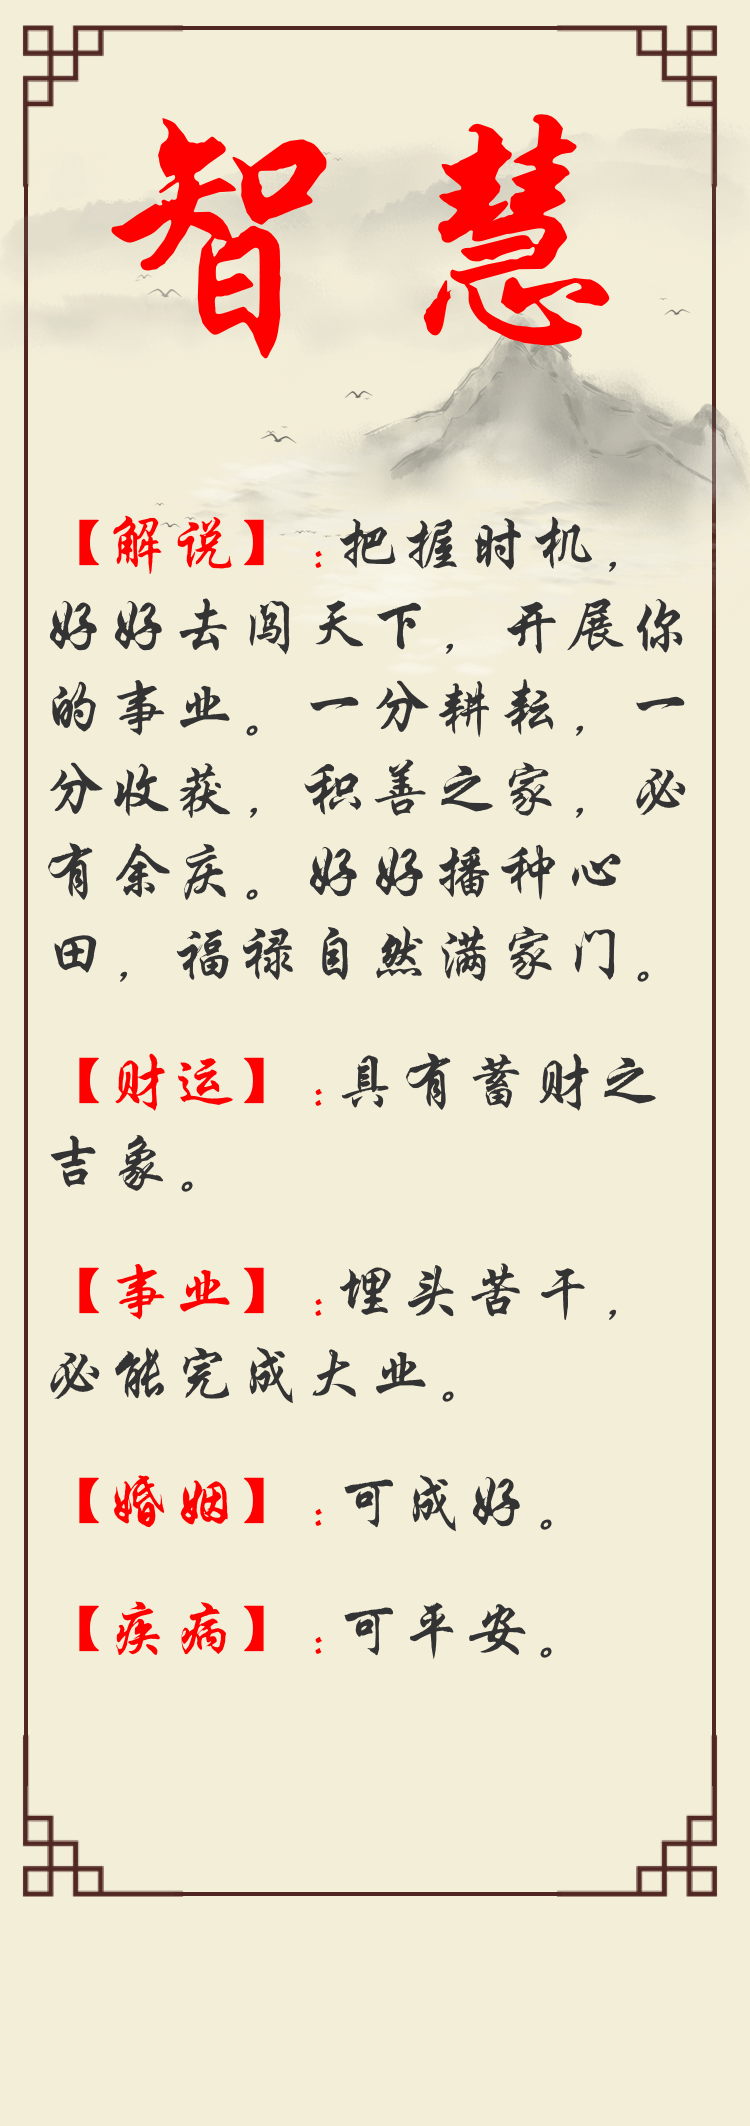 智慧
【解说】:把握时机,
好好去闯天下,开展你
的事业。一分耕耘,一
分收获,积善之家,必
有余庆。好好播种心
田,福禄自然满家门。
【财运】:具有蓄财之
吉象。
【事业】:埋头苦干,
必能完成大业。
【婚姻】:可成好。
【疾病】:可平安。